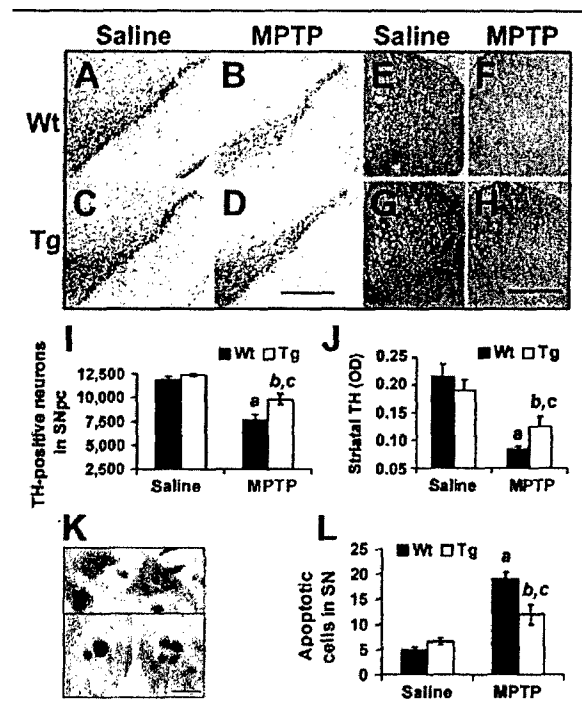 Saline MPTP Saline MPTP
Wt
A B E F
Tg
C D G H
I
Wt Tg
TH-positive neurons
in SNpc
12,500
10,000
7,500
5,000
2,500
a
b,c
Saline MPTP
J
Wt Tg
Striatal TH (OD)
0.25
0.20
0.15
0.10
0.05
a
b,c
Saline MPTP
K
L
Wt Tg
Apoptotic
cells in SN
25
20
15
10
5
0
a
b,c
Saline MPTP